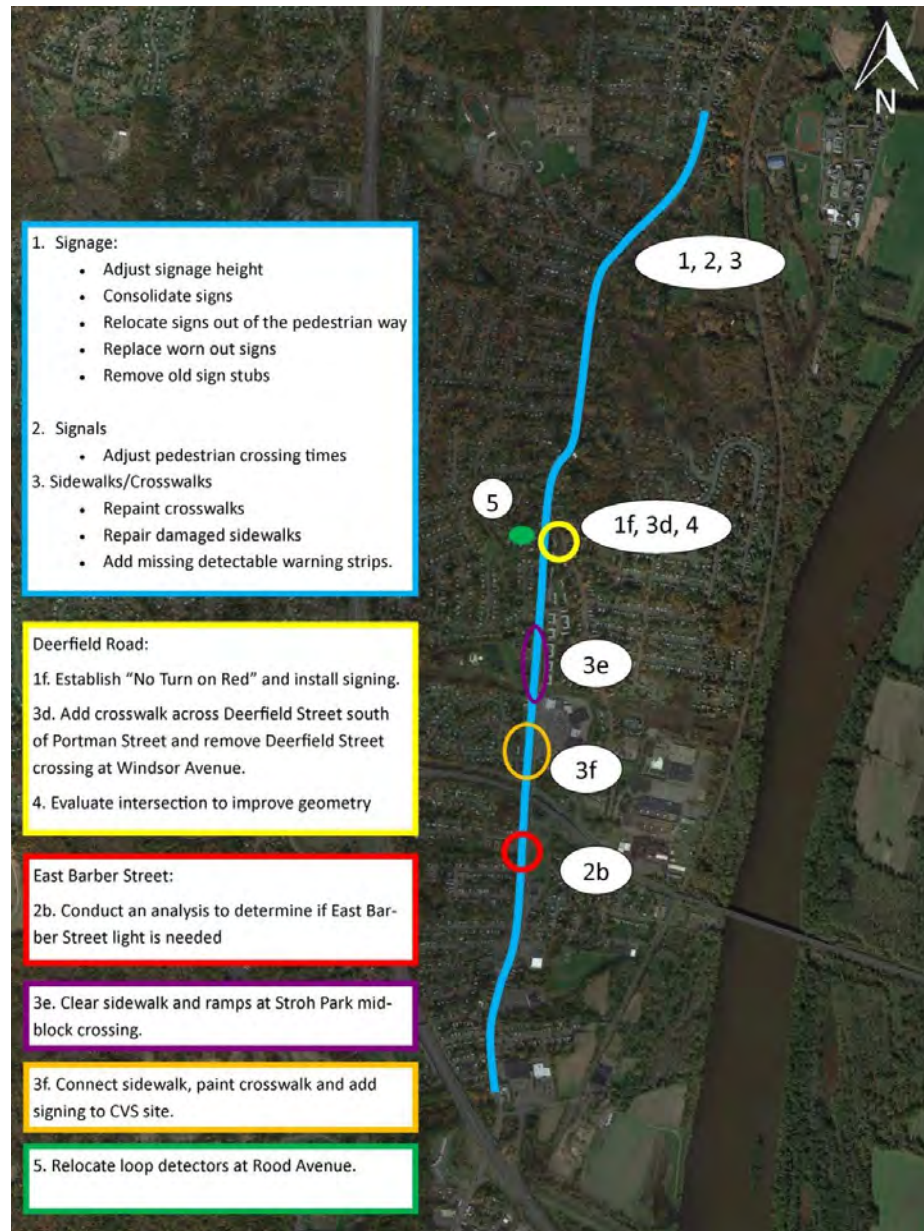 N
1, 2, 3
1. Signage:
• Adjust signage height
• Consolidate signs
• Relocate signs out of the pedestrian way
• Replace worn out signs
• Remove old sign stubs
2. Signals
• Adjust pedestrian crossing times
3. Sidewalks/Crosswalks
• Repaint crosswalks
• Repair damaged sidewalks
• Add missing detectable warning strips.
5
1f, 3d, 4
3e
3f
2b
Deerfield Road:
1f. Establish “No Turn on Red” and install signing.
3d. Add crosswalk across Deerfield Street south
of Portman Street and remove Deerfield Street
crossing at Windsor Avenue.
4. Evaluate intersection to improve geometry
East Barber Street:
2b. Conduct an analysis to determine if East Bar-
ber Street light is needed
3e. Clear sidewalk and ramps at Stroh Park mid-
block crossing.
3f. Connect sidewalk, paint crosswalk and add
signing to CVS site.
5. Relocate loop detectors at Rood Avenue.